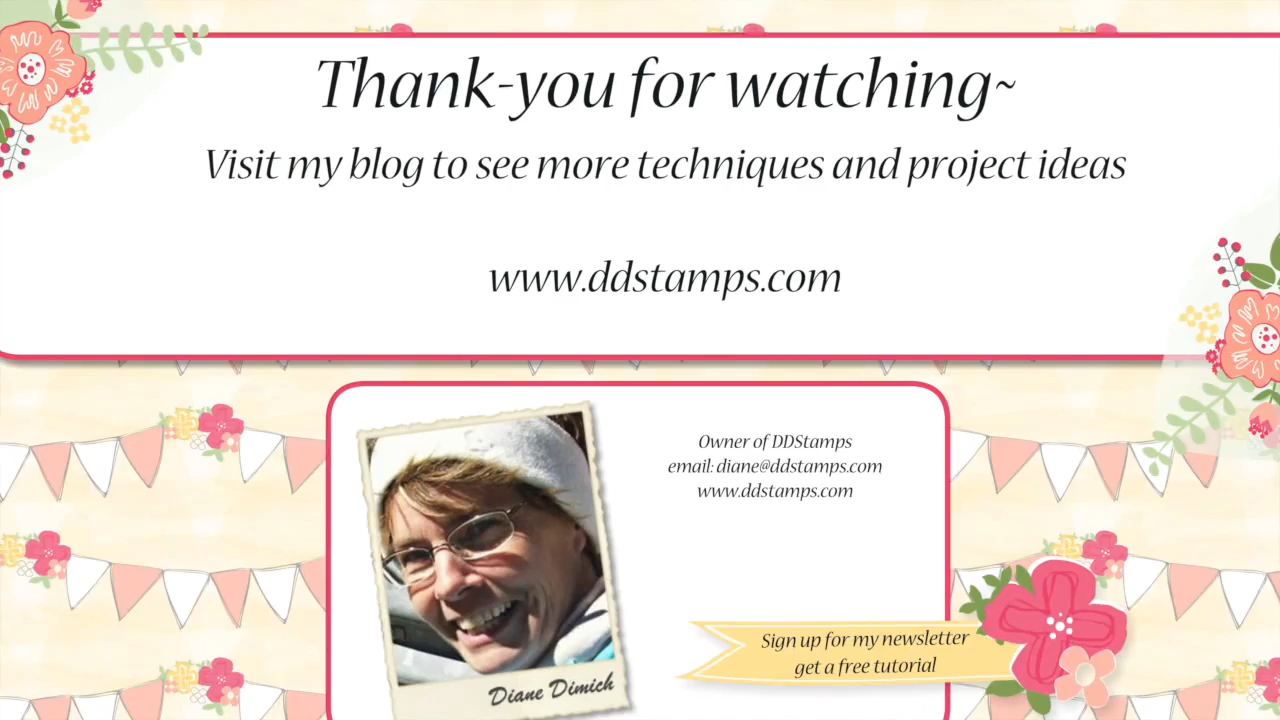 Thank-you for watching~
Visit my blog to see more techniques and project ideas
www.ddstamps.com
Owner of DDStamps
email: diane@ddstamps.com
www.ddstamps.com
Diane Dimich
Sign up for my newsletter
get a free tutorial